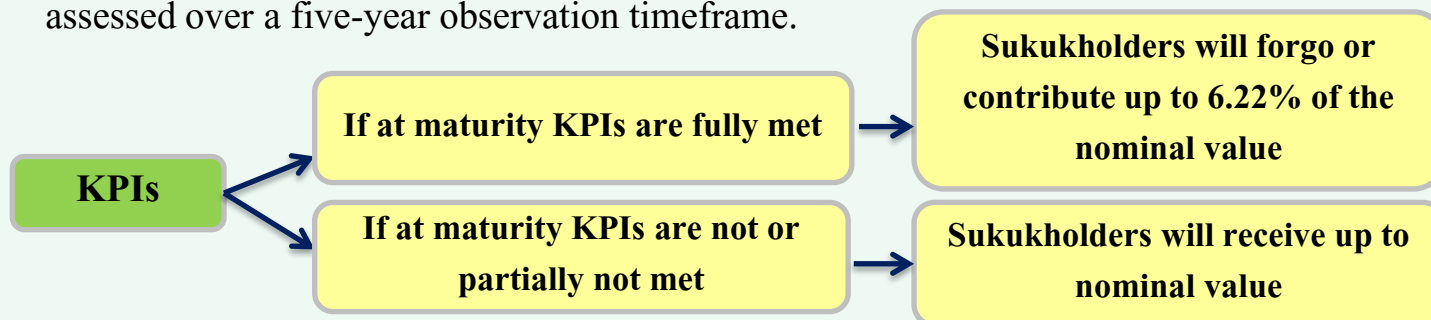 assessed over a five-year observation timeframe.
Sukukholders will forgo or
contribute up to 6.22% of the
nominal value
If at maturity KPIs are fully met
KPIs
If at maturity KPIs are not or
partially not met
Sukukholders will receive up to
nominal value